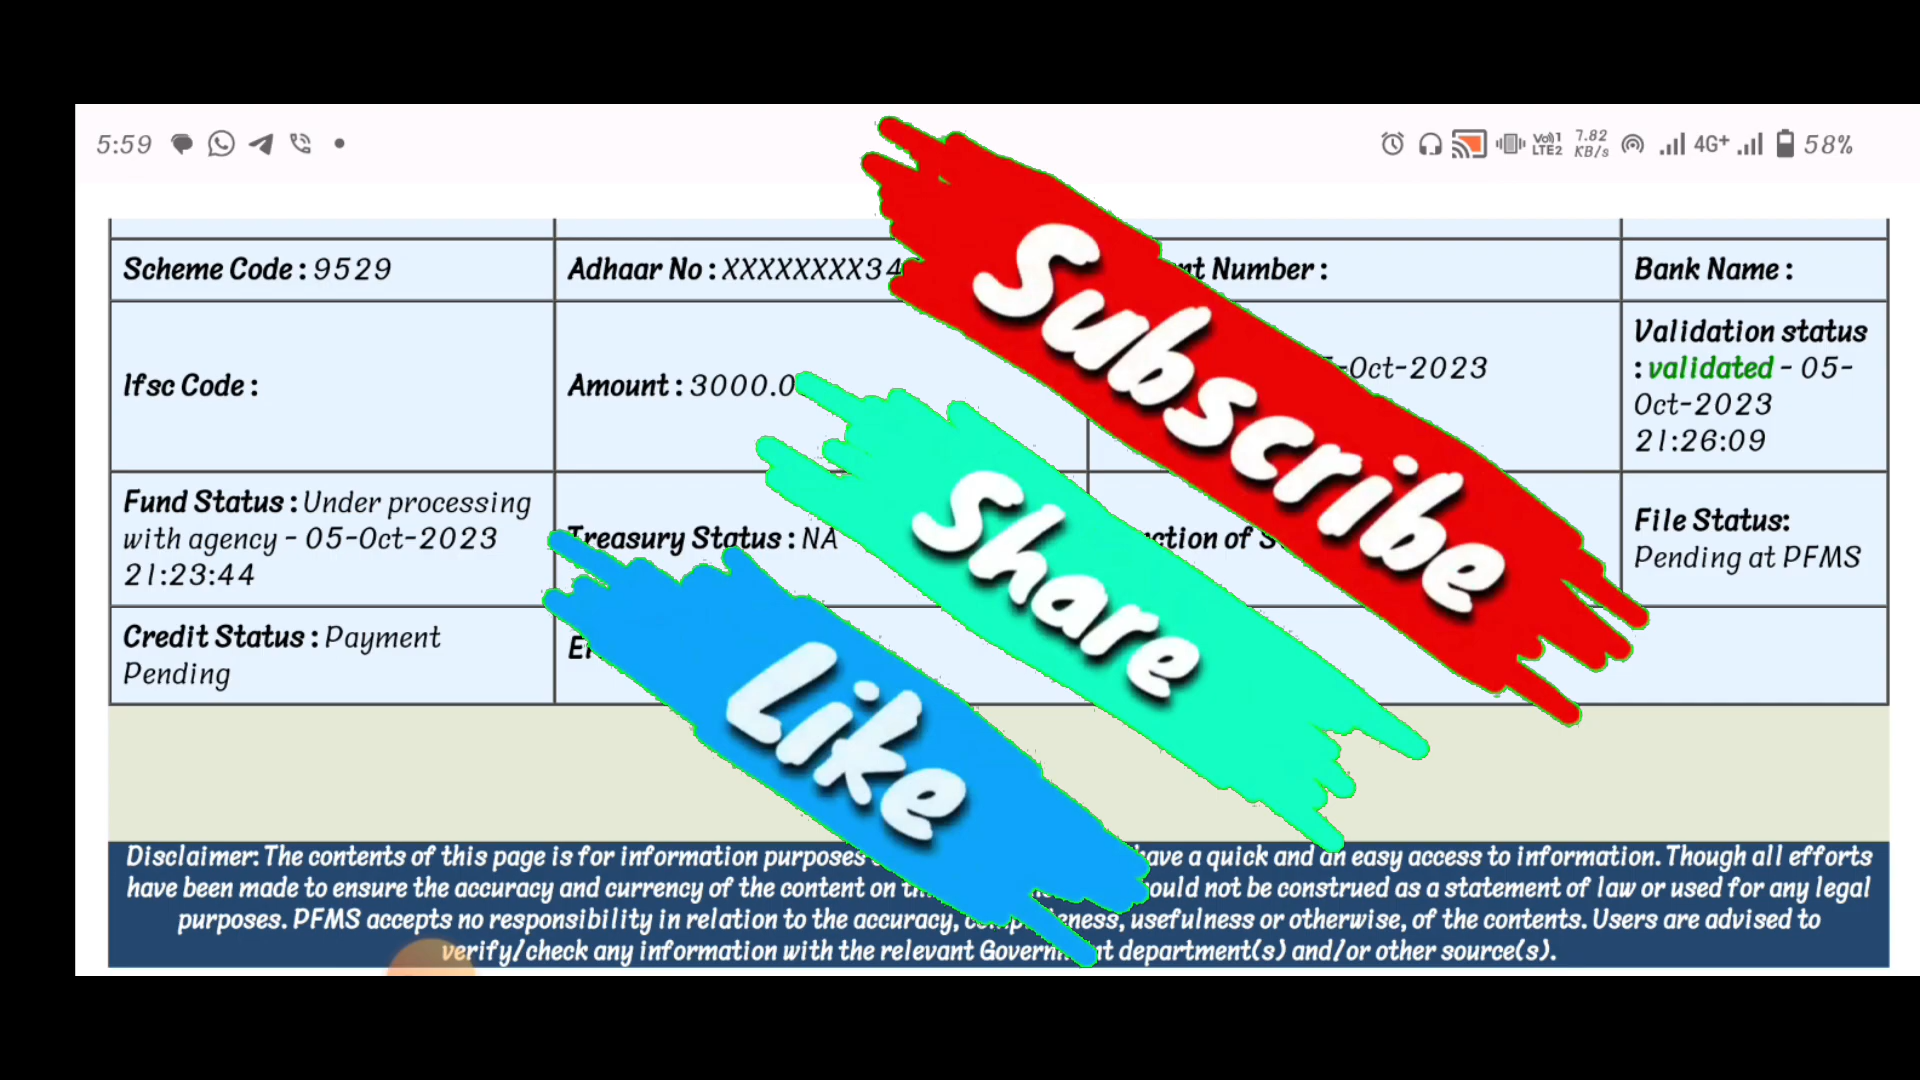 5:59
Vo))1
LTE2
7.82
KB/s
4G+
58%
Scheme Code : 9529
Adhaar No : XXXXXXXX34
Number :
Bank Name :
Ifsc Code :
Amount : 3000.0
-Oct-2023
Validation status
: validated - 05-
Oct-2023
21:26:09
Fund Status : Under processing
with agency - 05-Oct-2023
21:23:44
Treasury Status : NA
of
File Status:
Pending at PFMS
Credit Status : Payment
Pending
Subscribe
Share
Like
Disclaimer: The contents of this page is for information purposes have a quick and an easy access to information. Though all efforts
have been made to ensure the accuracy and currency of the content on not be construed as a statement of law or used for any legal
purposes. PFMS accepts no responsibility in relation to the accuracy, usefulness or otherwise, of the contents. Users are advised to
verify/check any information with the relevant Government department(s) and/or other source(s).